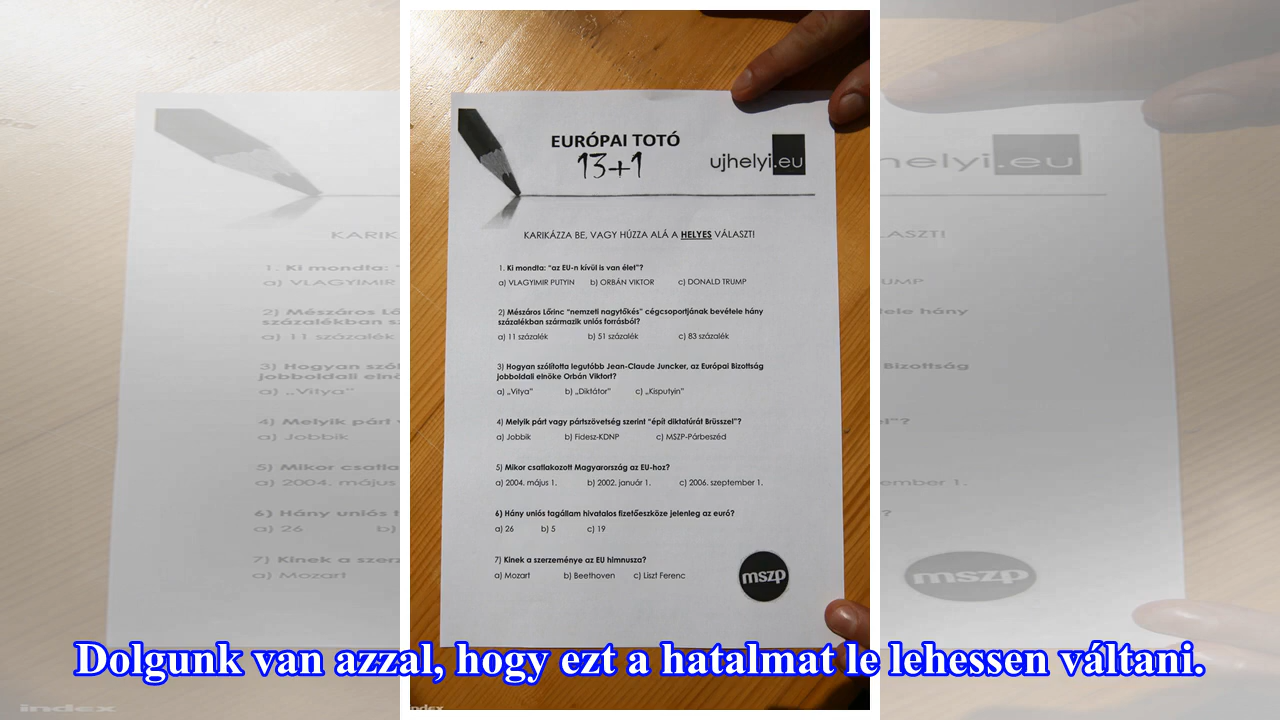 EURÓPAI TOTÓ
13+1
ujhelyi.eu
KARIKÁZZA BE, VAGY HÚZZA ALÁ A HELYES VÁLASZT!
1. Ki mondta: "az EU-n kívül is van élet"?
a) VLAGYIMIR PUTYIN b) ORBÁN VIKTOR c) DONALD TRUMP
2) Mészáros Lőrinc "nemzeti nagytőkés" cégcsoportjának bevétele hány
százalékban származik uniós forrásból?
a) 11 százalék b) 51 százalék c) 83 százalék
3) Hogyan szólította legutóbb Jean-Claude Juncker, az Európai Bizottság
jobboldali elnöke Orbán Viktort?
a) „Vitya" b) „Diktátor" c) „Kisputyin"
4) Melyik párt vagy pártszövetség szerint "épít diktatúrát Brüsszel"?
a) Jobbik b) Fidesz-KDNP c) MSZP-Párbeszéd
5) Mikor csatlakozott Magyarország az EU-hoz?
a) 2004. május 1. b) 2002. január 1. c) 2006. szeptember 1.
6) Hány uniós tagállam hivatalos fizetőeszköze jelenleg az euró?
a) 26 b) 5 c) 19
7) Kinek a szerzeménye az EU himnusza?
a) Mozart b) Beethoven c) Liszt Ferenc
mszp
Dolgunk van azzal, hogy ezt a hatalmat le lehessen váltani.
index